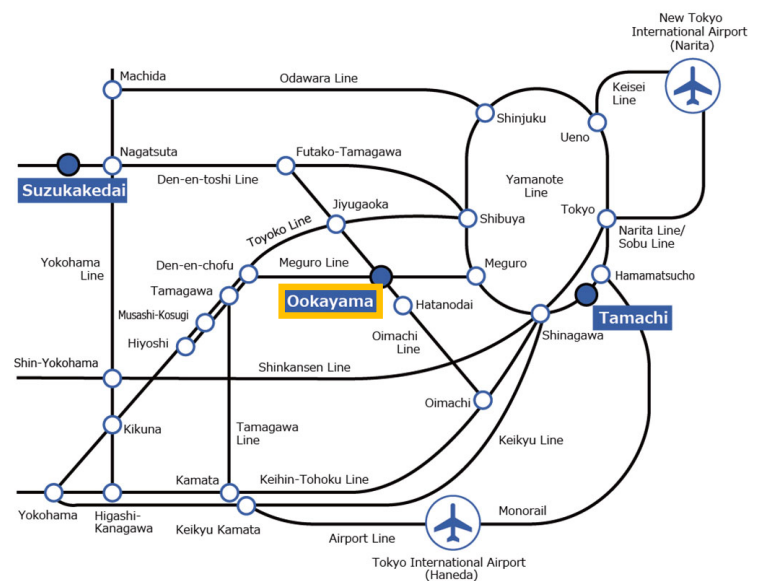 New Tokyo
International Airport
(Narita)
Machida
Odawara Line
Keisei
Line
Shinjuku
Ueno
Nagatsuta
Futako-Tamagawa
Suzukakedai
Den-en-toshi Line
Yamanote
Line
Jiyugaoka
Tokyo
Toyoko Line
Shibuya
Narita Line/
Sobu Line
Yokohama
Line
Den-en-chofu
Meguro Line
Meguro
Hamamatsucho
Tamagawa
Ookayama
Hatanodai
Musashi-Kosugi
Tamachi
Hiyoshi
Oimachi
Line
Shinagawa
Shin-Yokohama
Shinkansen Line
Oimachi
Kikuna
Tamagawa
Line
Keikyu Line
Kamata
Keihin-Tohoku Line
Yokohama
Higashi-
Kanagawa
Keikyu Kamata
Monorail
Airport Line
Tokyo International Airport
(Haneda)